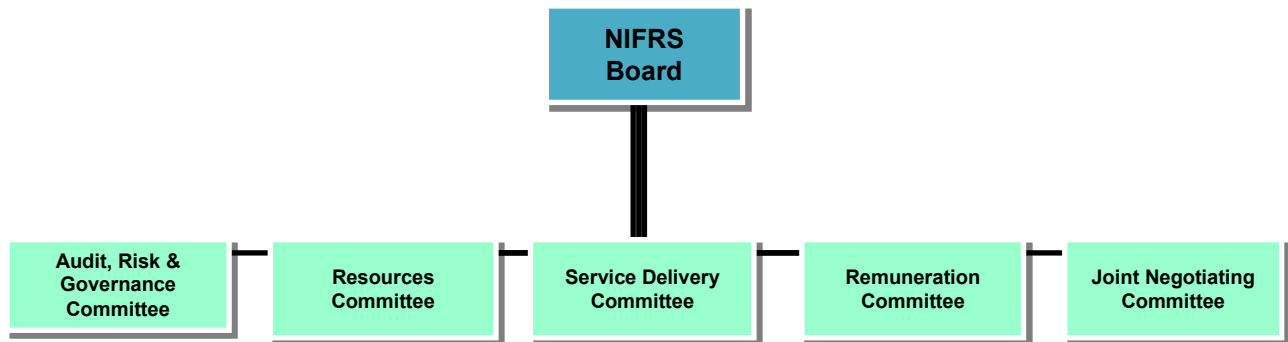 NIFRS
Board
Audit, Risk &
Governance
Committee
Resources
Committee
Service Delivery
Committee
Remuneration
Committee
Joint Negotiating
Committee